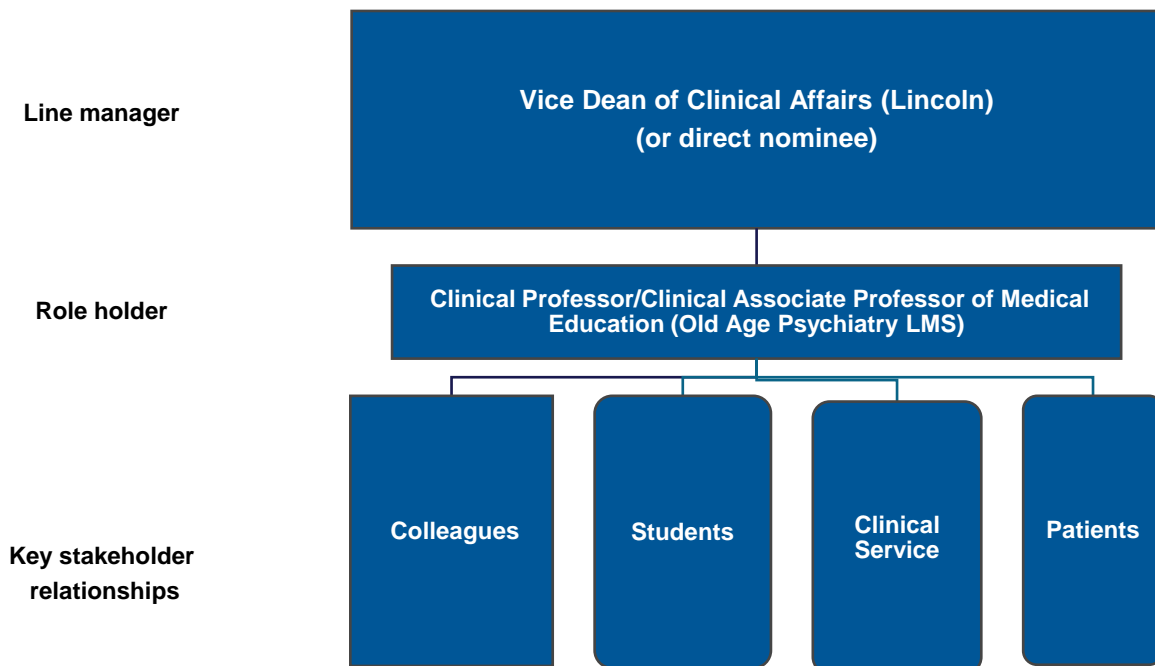 Line manager
Vice Dean of Clinical Affairs (Lincoln)
(or direct nominee)
Role holder
Clinical Professor/Clinical Associate Professor of Medical
Education (Old Age Psychiatry LMS)
Key stakeholder
relationships
Colleagues
Students
Clinical
Service
Patients